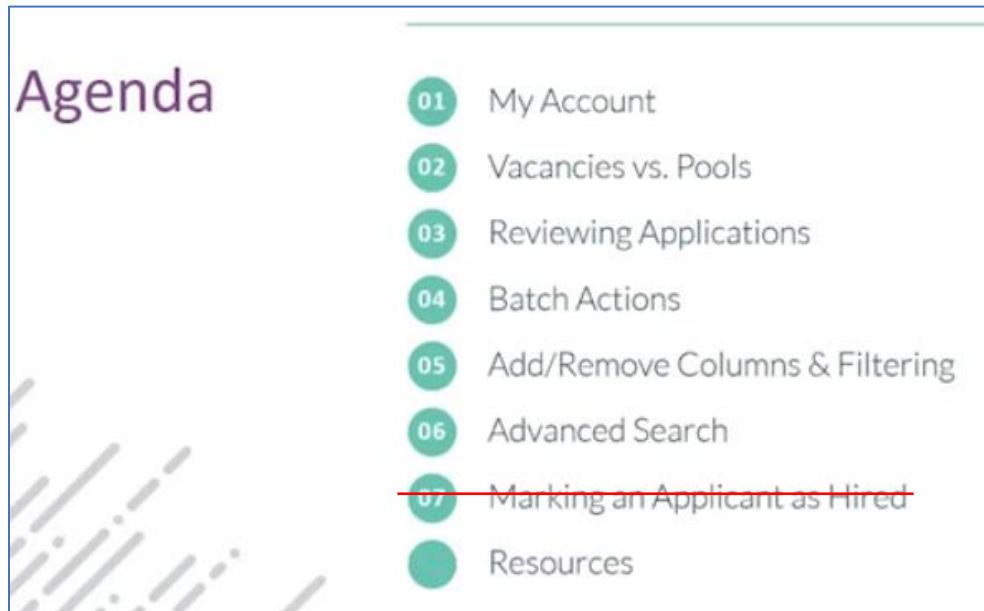 Agenda
01 My Account
02 Vacancies vs. Pools
03 Reviewing Applications
04 Batch Actions
05 Add/Remove Columns & Filtering
06 Advanced Search
07 Marking an Applicant as Hired
Resources